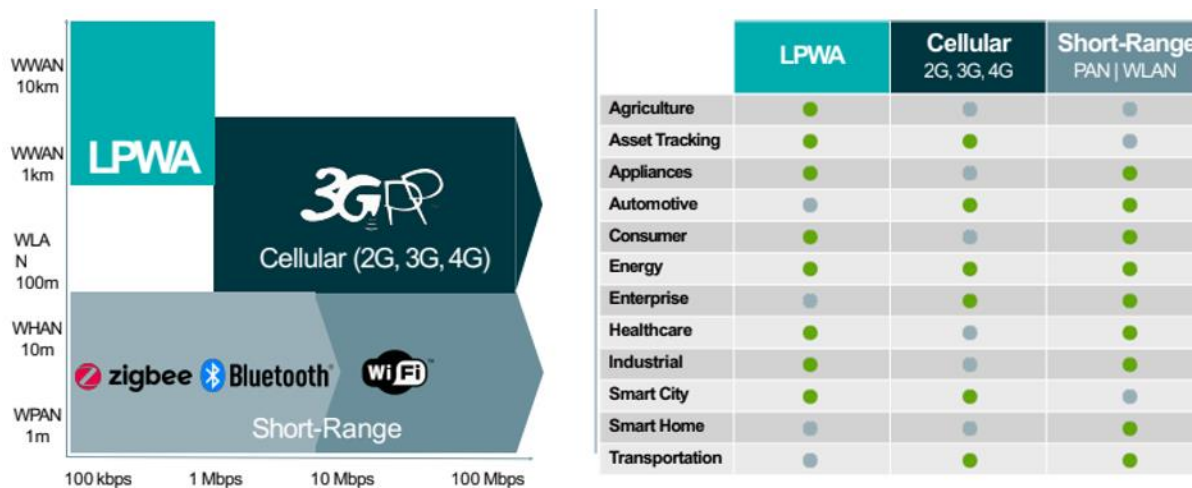 WWAN
10km
WWAN
1km
WLA
N
100m
WHAN
10m
WPAN
1m
LPWA
3GPP
Cellular (2G, 3G, 4G)
zigbee
Bluetooth®
WiFi™
Short-Range
100 kbps 1 Mbps 10 Mbps 100 Mbps
LPWA
Cellular
2G, 3G, 4G
Short-Range
PAN | WLAN
Agriculture
Asset Tracking
Appliances
Automotive
Consumer
Energy
Enterprise
Healthcare
Industrial
Smart City
Smart Home
Transportation